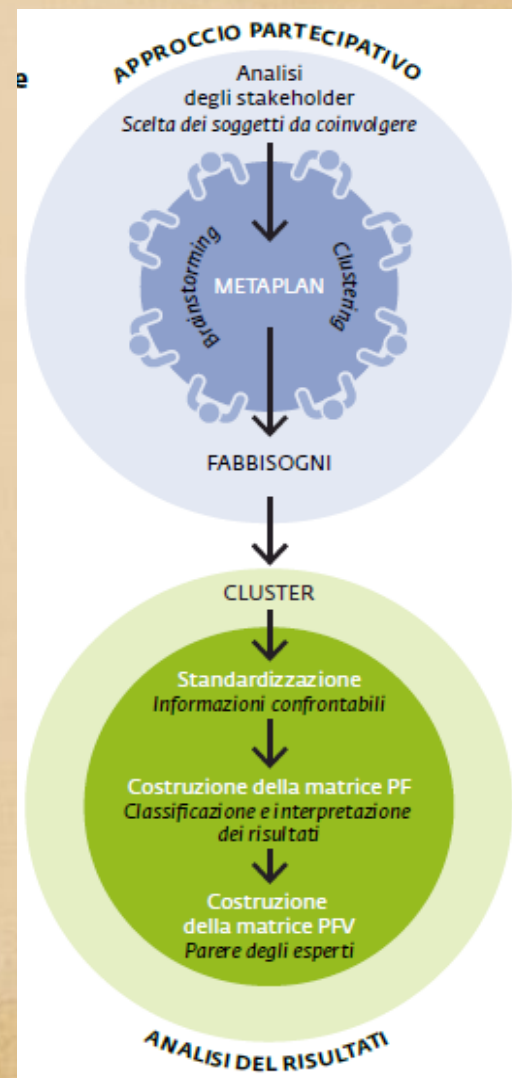 APPROCCIO PARTECIPATIVO
e
Analisi
degli stakeholder
Scelta dei soggetti da coinvolgere
Brainstorming
METAPLAN
Clustering
FABBISOGNI
CLUSTER
Standardizzazione
Informazioni confrontabili
Costruzione della matrice PF
Classificazione e interpretazione
dei risultati
Costruzione
della matrice PFV
Parere degli esperti
ANALISI DEL RISULTATI